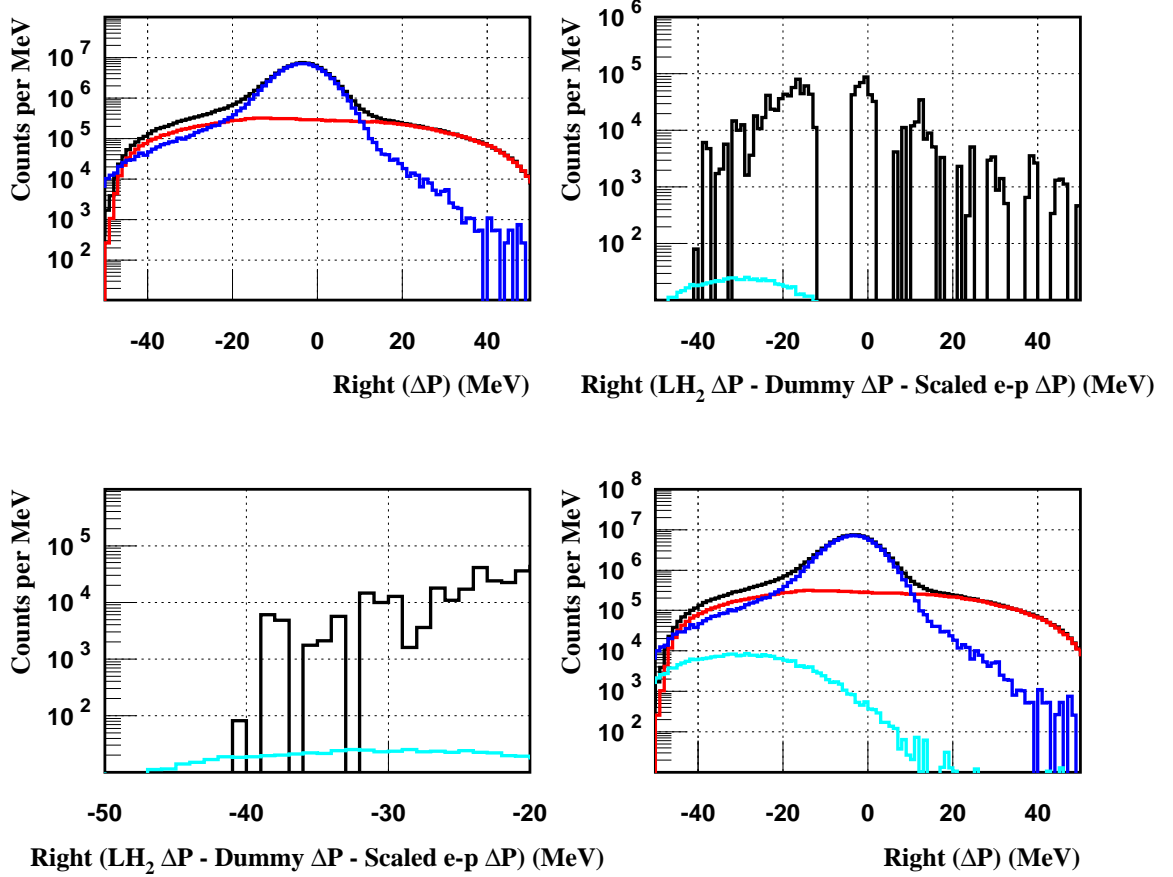 Counts per MeV
10^7
10^6
10^5
10^4
10^3
10^2
-40 -20 0 20 40
Right (ΔP) (MeV)
Counts per MeV
10^6
10^5
10^4
10^3
10^2
-40 -20 0 20 40
Right (LH₂ ΔP - Dummy ΔP - Scaled e-p ΔP) (MeV)
Counts per MeV
10^5
10^4
10^3
10^2
-50 -40 -30 -20
Right (LH₂ ΔP - Dummy ΔP - Scaled e-p ΔP) (MeV)
Counts per MeV
10^8
10^7
10^6
10^5
10^4
10^3
10^2
-40 -20 0 20 40
Right (ΔP) (MeV)